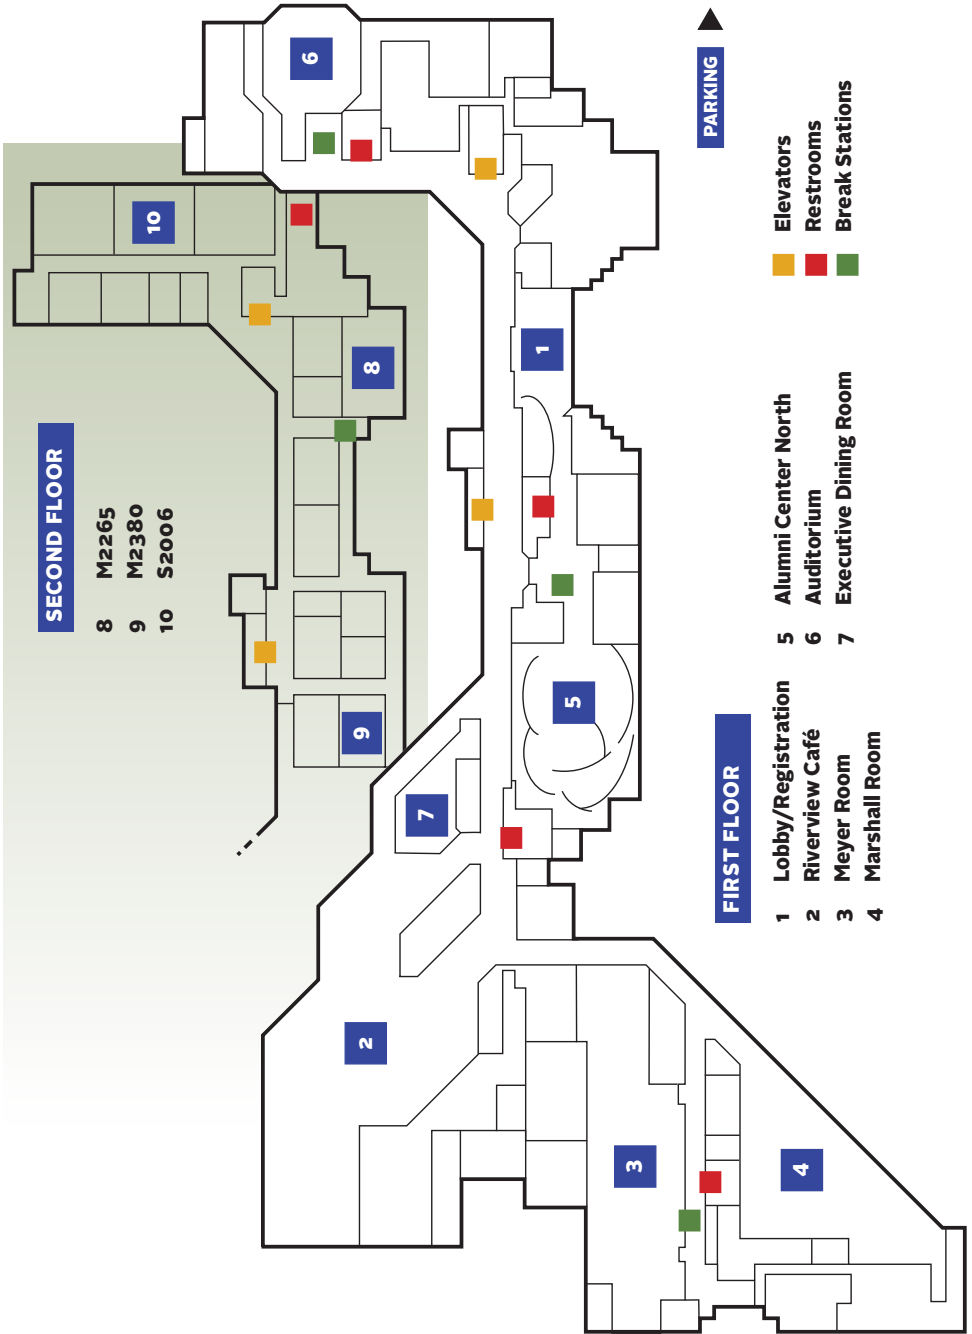 SECOND FLOOR
8 M2265
9 M2380
10 S2006
10
6
9
8
2
7
1
5
3
4
PARKING
FIRST FLOOR
1 Lobby/Registration
2 Riverview Café
3 Meyer Room
4 Marshall Room
5 Alumni Center North
6 Auditorium
7 Executive Dining Room
Elevators
Restrooms
Break Stations